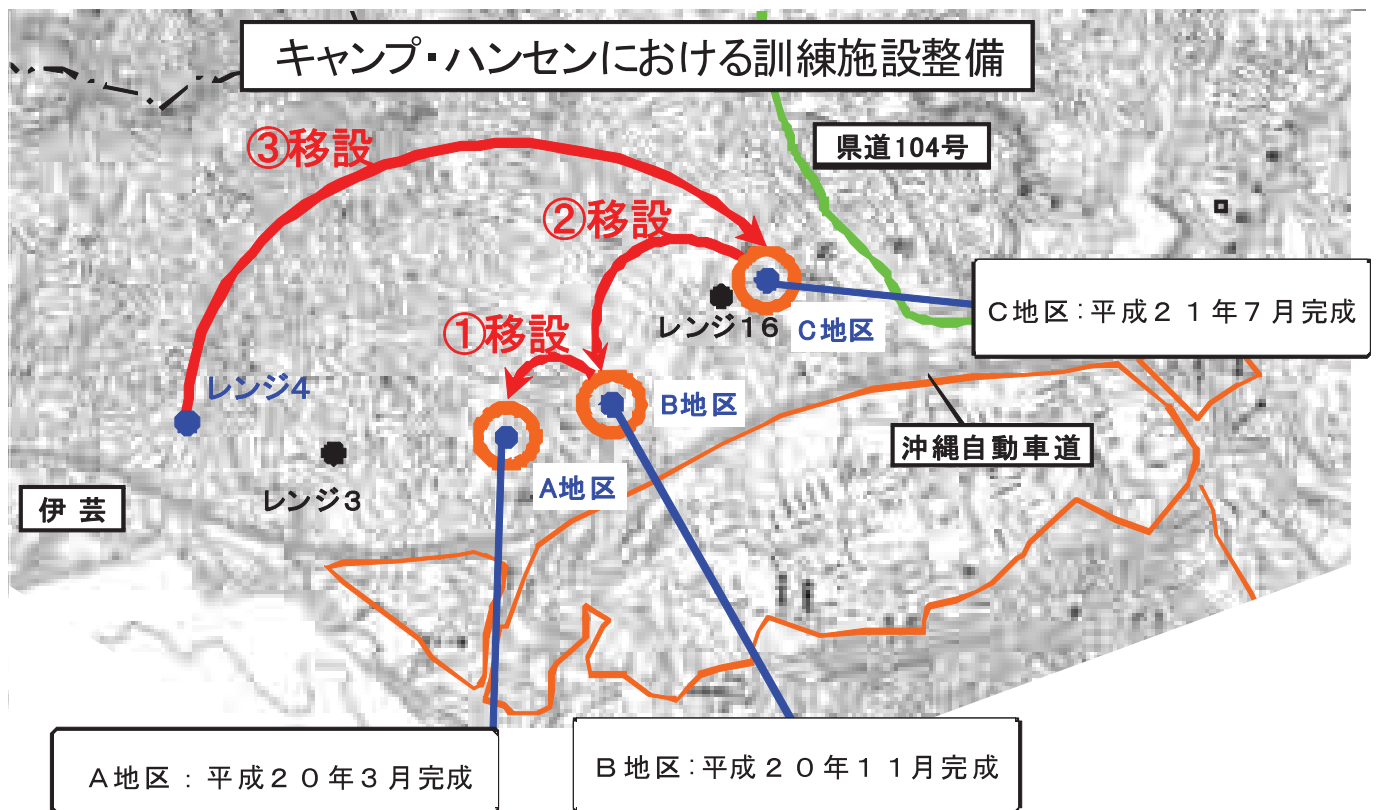 キャンプ・ハンセンにおける訓練施設整備
③移設
県道104号
②移設
C地区:平成21年7月完成
①移設
レンジ16
C地区
レンジ4
B地区
沖縄自動車道
A地区
レンジ3
伊芸
A地区：平成20年3月完成
B地区:平成20年11月完成